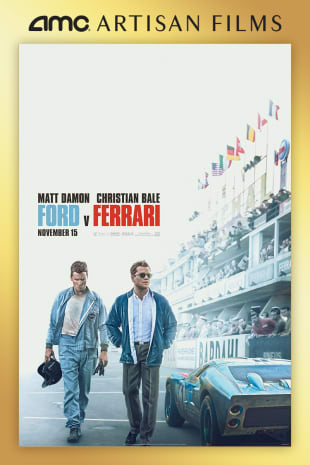 amc ARTISAN FILMS
MATT DAMON CHRISTIAN BALE
FORD v FERRARI
NOVEMBER 15